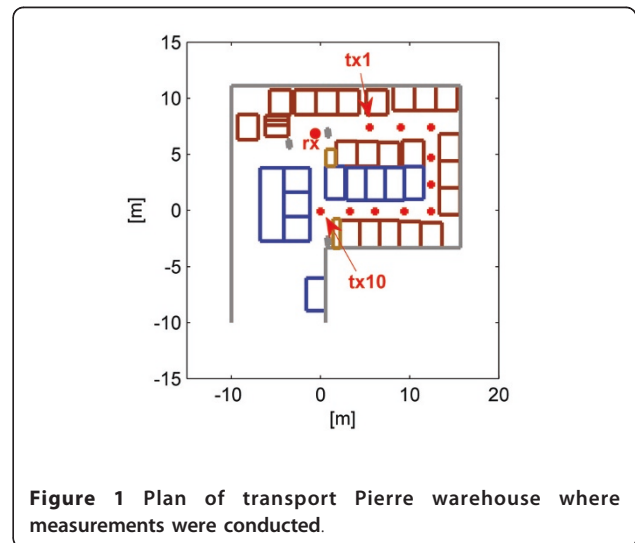 15
tx1
10
rx
5
[m]
0
-5
tx10
-10
-15
-10 0 10 20
[m]
Figure 1 Plan of transport Pierre warehouse where
measurements were conducted.